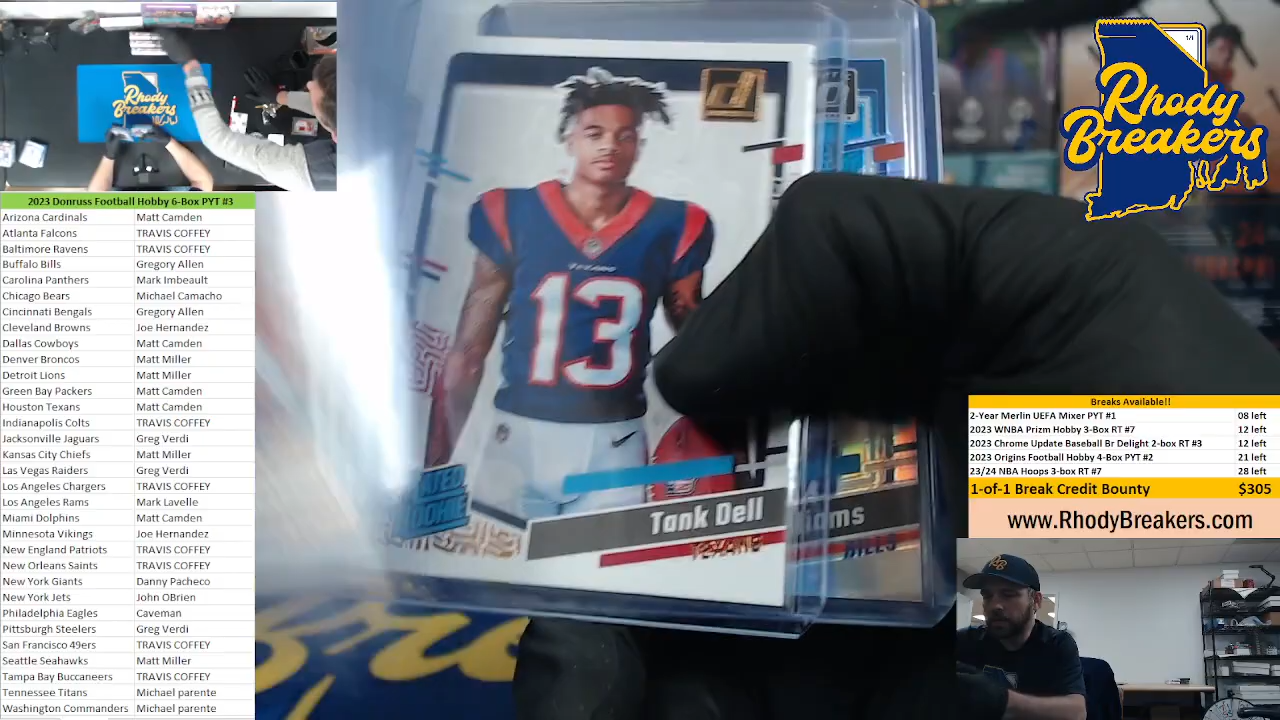 2023 Donruss Football Hobby 6-Box PYT #3
Arizona Cardinals Matt Camden
Atlanta Falcons TRAVIS COFFEY
Baltimore Ravens TRAVIS COFFEY
Buffalo Bills Gregory Allen
Carolina Panthers Mark Imbeault
Chicago Bears Michael Camacho
Cincinnati Bengals Gregory Allen
Cleveland Browns Joe Hernandez
Dallas Cowboys Matt Camden
Denver Broncos Matt Miller
Detroit Lions Matt Miller
Green Bay Packers Matt Camden
Houston Texans Matt Camden
Indianapolis Colts TRAVIS COFFEY
Jacksonville Jaguars Greg Verdi
Kansas City Chiefs Matt Miller
Las Vegas Raiders Greg Verdi
Los Angeles Chargers TRAVIS COFFEY
Los Angeles Rams Mark Lavelle
Miami Dolphins Matt Camden
Minnesota Vikings Joe Hernandez
New England Patriots TRAVIS COFFEY
New Orleans Saints TRAVIS COFFEY
New York Giants Danny Pacheco
New York Jets John OBrien
Philadelphia Eagles Caveman
Pittsburgh Steelers Greg Verdi
San Francisco 49ers TRAVIS COFFEY
Seattle Seahawks Matt Miller
Tampa Bay Buccaneers TRAVIS COFFEY
Tennessee Titans Michael parente
Washington Commanders Michael parente
Rhody
Breakers
d
TEXANS
13
Tank Dell
TEXANS
iams
BILLS
1/1
Rhody
Breakers
Breaks Available!!
2-Year Merlin UEFA Mixer PYT #1 08 left
2023 WNBA Prizm Hobby 3-Box RT #7 12 left
2023 Chrome Update Baseball Br Delight 2-box RT #3 12 left
2023 Origins Football Hobby 4-Box PYT #2 21 left
23/24 NBA Hoops 3-box RT #7 28 left
1-of-1 Break Credit Bounty $305
www.RhodyBreakers.com
RB